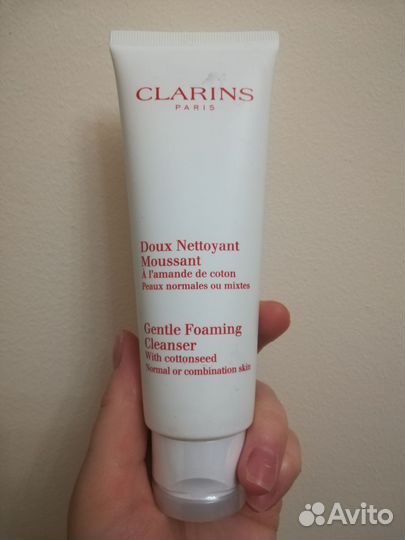 CLARINS
PARIS
Doux Nettoyant
Moussant
À l'amande de coton
Peaux normales ou mixtes
Gentle Foaming
Cleanser
With cottonseed
Normal or combination skin
Avito